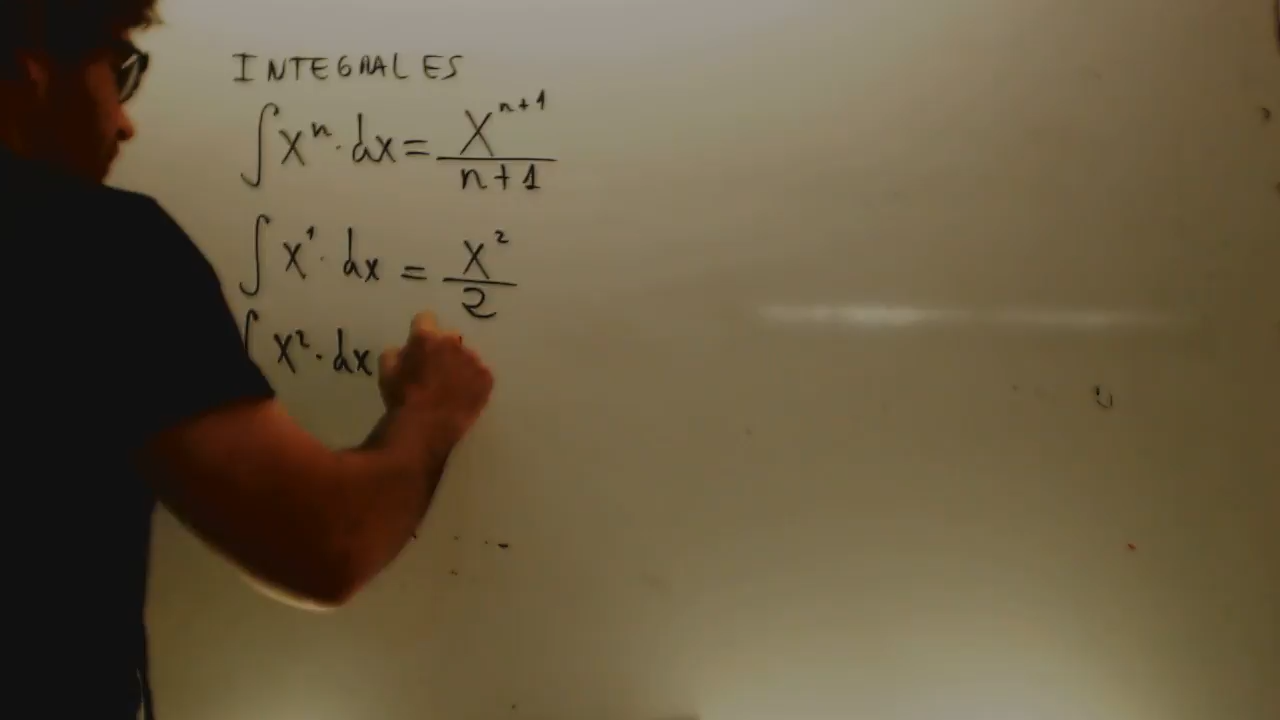 INTEGRALES
∫ xⁿ · dx = xⁿ⁺¹ / n+1
∫ x¹ · dx = x² / 2
∫ x² · dx